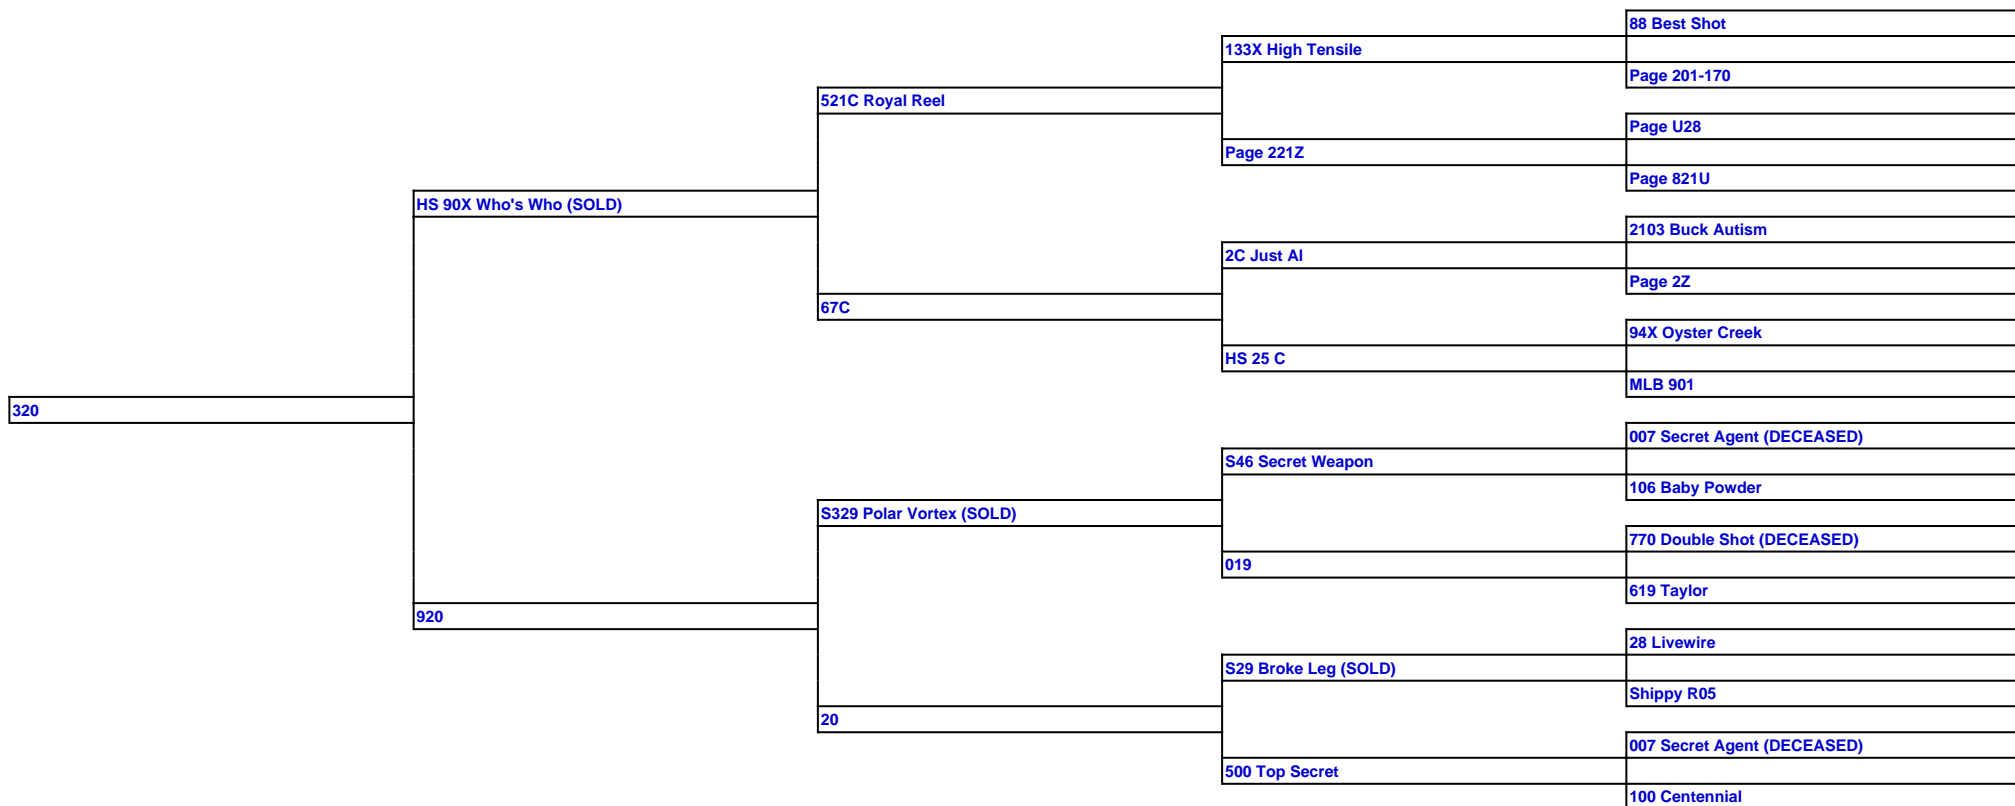 88 Best Shot
133X High Tensile
Page 201-170
521C Royal Reel
Page U28
Page 221Z
Page 821U
HS 90X Who's Who (SOLD)
2103 Buck Autism
2C Just AI
Page 2Z
67C
94X Oyster Creek
HS 25 C
MLB 901
320
007 Secret Agent (DECEASED)
S46 Secret Weapon
106 Baby Powder
S329 Polar Vortex (SOLD)
770 Double Shot (DECEASED)
019
619 Taylor
920
28 Livewire
S29 Broke Leg (SOLD)
Shippy R05
20
007 Secret Agent (DECEASED)
500 Top Secret
100 Centennial